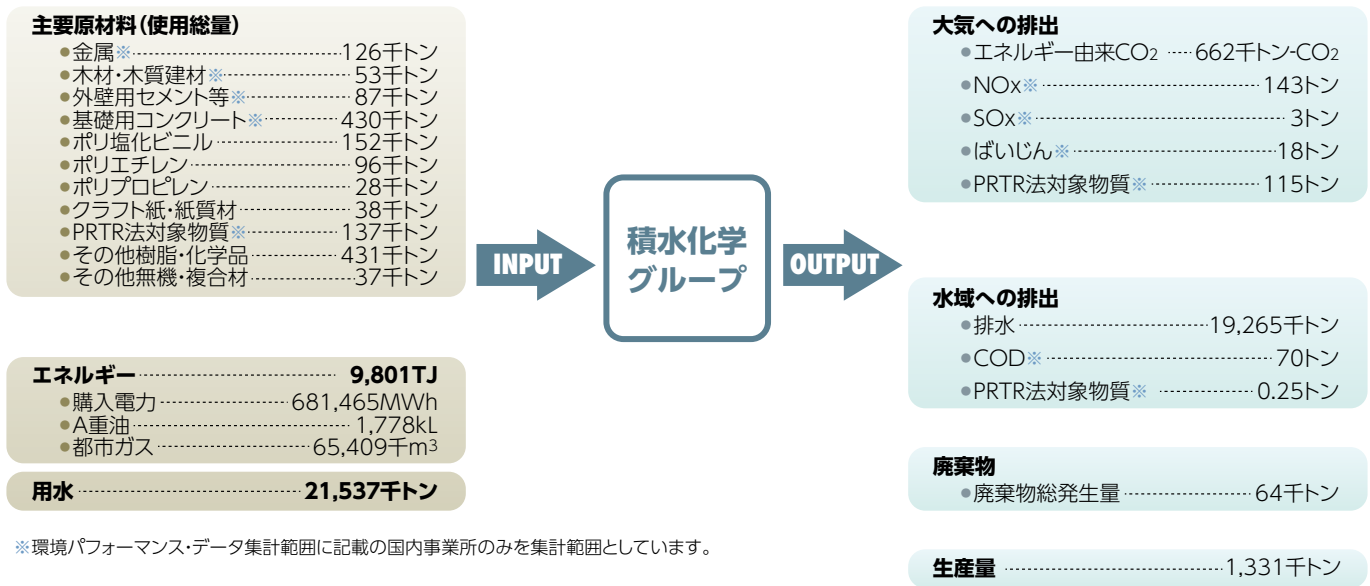 主要原材料(使用総量)
●金属※ 126千トン
●木材・木質建材※ 53千トン
●外壁用セメント等※ 87千トン
●基礎用コンクリート※ 430千トン
●ポリ塩化ビニル 152千トン
●ポリエチレン 96千トン
●ポリプロピレン 28千トン
●クラフト紙・紙質材 38千トン
●PRTR法対象物質※ 137千トン
●その他樹脂・化学品 431千トン
●その他無機・複合材 37千トン
エネルギー 9,801TJ
●購入電力 681,465MWh
●A重油 1,778kL
●都市ガス 65,409千m3
用水 21,537千トン
INPUT
積水化学
グループ
OUTPUT
大気への排出
●エネルギー由来CO2 662千トン-CO2
●NOx※ 143トン
●SOx※ 3トン
●ばいじん※ 18トン
●PRTR法対象物質※ 115トン
水域への排出
●排水 19,265千トン
●COD※ 70トン
●PRTR法対象物質※ 0.25トン
廃棄物
●廃棄物総発生量 64千トン
生産量 1,331千トン
※環境パフォーマンス・データ集計範囲に記載の国内事業所のみを集計範囲としています。